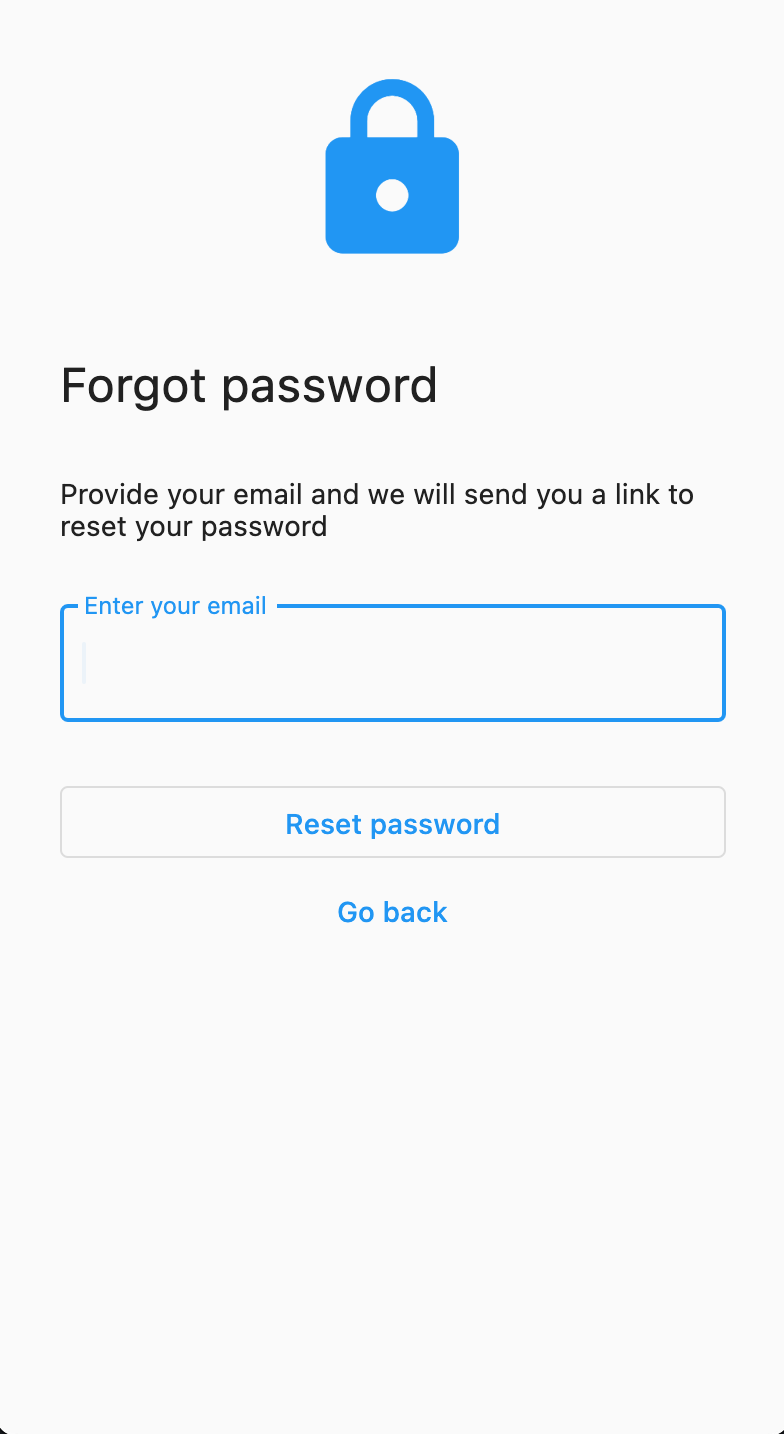 Forgot password
Provide your email and we will send you a link to
reset your password
Enter your email
Reset password
Go back